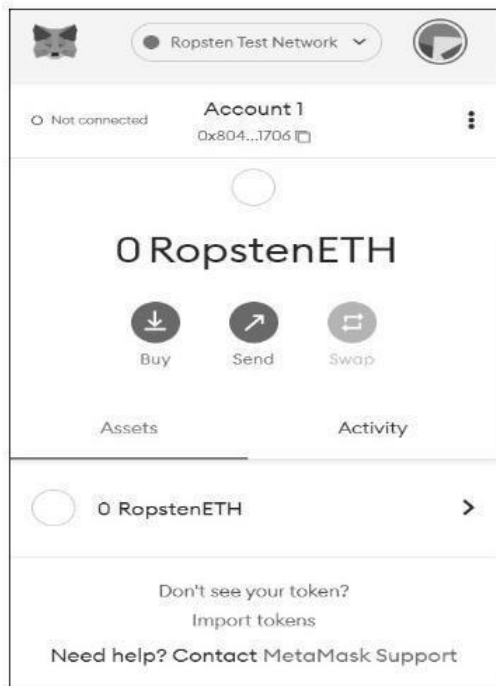 Ropsten Test Network
Not connected
Account 1
0x804...1706
0 RopstenETH
Buy
Send
Swap
Assets
Activity
0 RopstenETH
Don't see your token?
Import tokens
Need help? Contact MetaMask Support